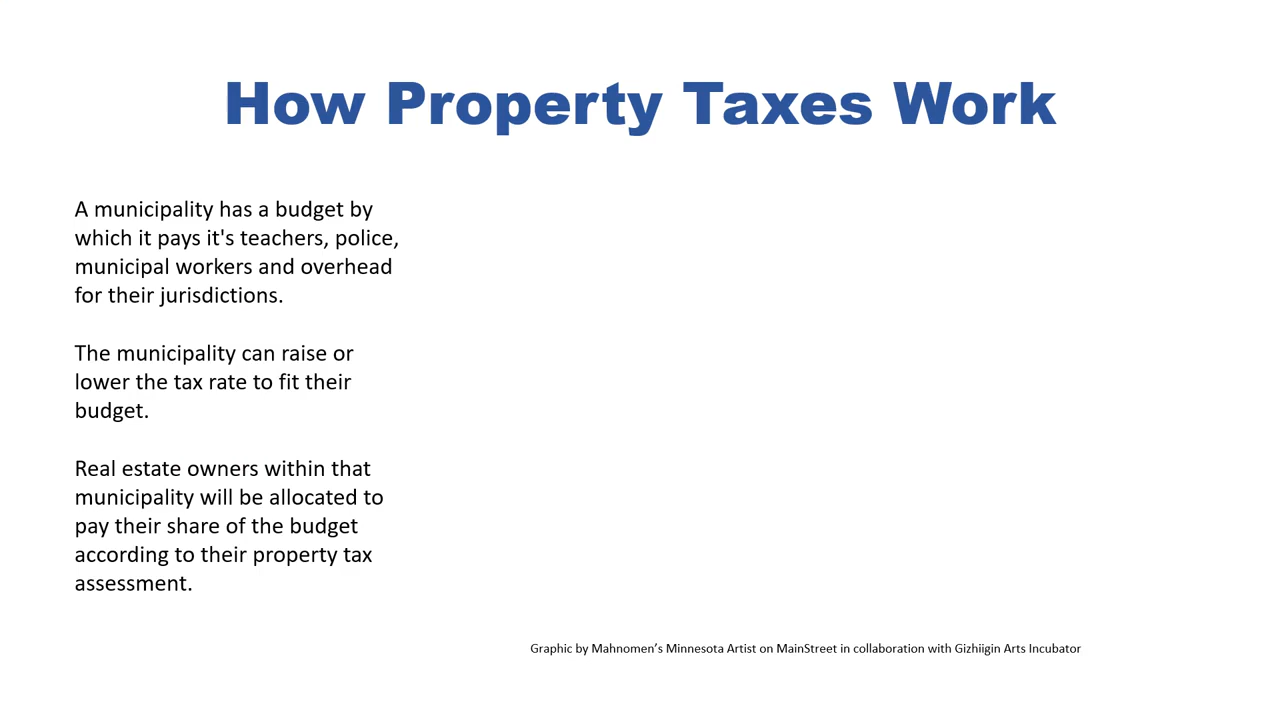 How Property Taxes Work
A municipality has a budget by
which it pays it's teachers, police,
municipal workers and overhead
for their jurisdictions.
The municipality can raise or
lower the tax rate to fit their
budget.
Real estate owners within that
municipality will be allocated to
pay their share of the budget
according to their property tax
assessment.
Graphic by Mahnomen’s Minnesota Artist on MainStreet in collaboration with Gizhiigin Arts Incubator